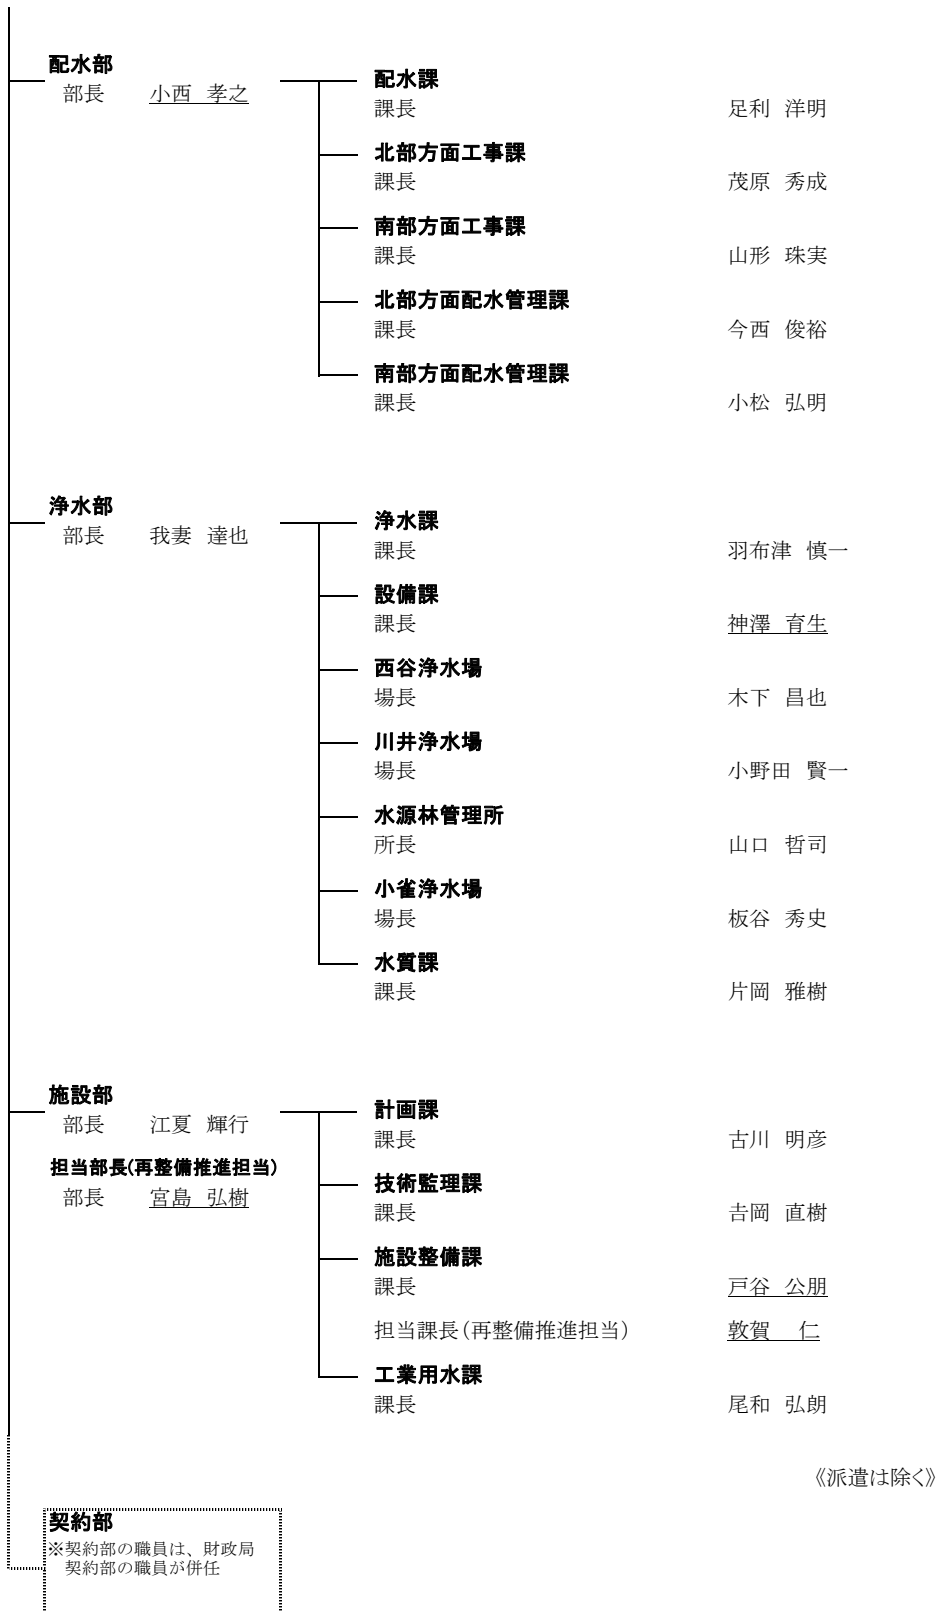 配水部
部長 小西 孝之
配水課
課長 足利 洋明
北部方面工事課
課長 茂原 秀成
南部方面工事課
課長 山形 珠実
北部方面配水管理課
課長 今西 俊裕
南部方面配水管理課
課長 小松 弘明
浄水部
部長 我妻 達也
浄水課
課長 羽布津 慎一
設備課
課長 神澤 育生
西谷浄水場
場長 木下 昌也
川井浄水場
場長 小野田 賢一
水源林管理所
所長 山口 哲司
小雀浄水場
場長 板谷 秀史
水質課
課長 片岡 雅樹
施設部
部長 江夏 輝行
担当部長(再整備推進担当)
部長 宮島 弘樹
計画課
課長 古川 明彦
技術監理課
課長 𠮷岡 直樹
施設整備課
課長 戸谷 公朋
担当課長(再整備推進担当) 敦賀 仁
工業用水課
課長 尾和 弘朗
《派遣は除く》
契約部
※契約部の職員は、財政局
契約部の職員が併任